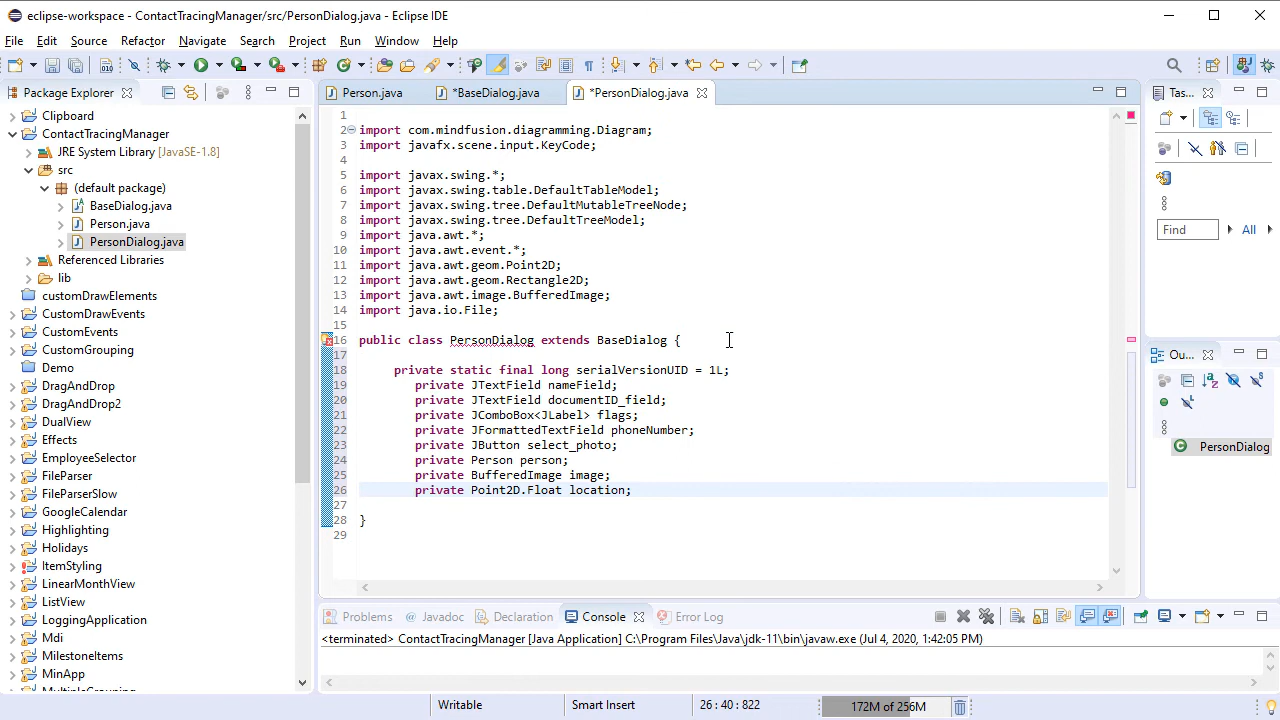 eclipse-workspace - ContactTracingManager/src/PersonDialog.java - Eclipse IDE
File Edit Source Refactor Navigate Search Project Run Window Help
Package Explorer
Person.java
*BaseDialog.java
*PersonDialog.java
Tas...
Clipboard
ContactTracingManager
JRE System Library [JavaSE-1.8]
src
(default package)
BaseDialog.java
Person.java
PersonDialog.java
Referenced Libraries
lib
customDrawElements
CustomDrawEvents
CustomEvents
CustomGrouping
Demo
DragAndDrop
DragAndDrop2
DualView
Effects
EmployeeSelector
FileParser
FileParserSlow
GoogleCalendar
Highlighting
Holidays
ItemStyling
LinearMonthView
ListView
LoggingApplication
Mdi
MilestoneItems
MinApp
MultipleGrouping
1
2 import com.mindfusion.diagramming.Diagram;
3 import javafx.scene.input.KeyCode;
4
5 import javax.swing.*;
6 import javax.swing.table.DefaultTableModel;
7 import javax.swing.tree.DefaultMutableTreeNode;
8 import javax.swing.tree.DefaultTreeModel;
9 import java.awt.*;
10 import java.awt.event.*;
11 import java.awt.geom.Point2D;
12 import java.awt.geom.Rectangle2D;
13 import java.awt.image.BufferedImage;
14 import java.io.File;
15
16 public class PersonDialog extends BaseDialog {
17
18 private static final long serialVersionUID = 1L;
19 private JTextField nameField;
20 private JTextField documentID_field;
21 private JComboBox<JLabel> flags;
22 private JFormattedTextField phoneNumber;
23 private JButton select_photo;
24 private Person person;
25 private BufferedImage image;
26 private Point2D.Float location;
27
28 }
29
Find All
Ou...
PersonDialog
Problems Javadoc Declaration Console Error Log
<terminated> ContactTracingManager [Java Application] C:\Program Files\Java\jdk-11\bin\javaw.exe (Jul 4, 2020, 1:42:05 PM)
Writable Smart Insert 26 : 40 : 822 172M of 256M